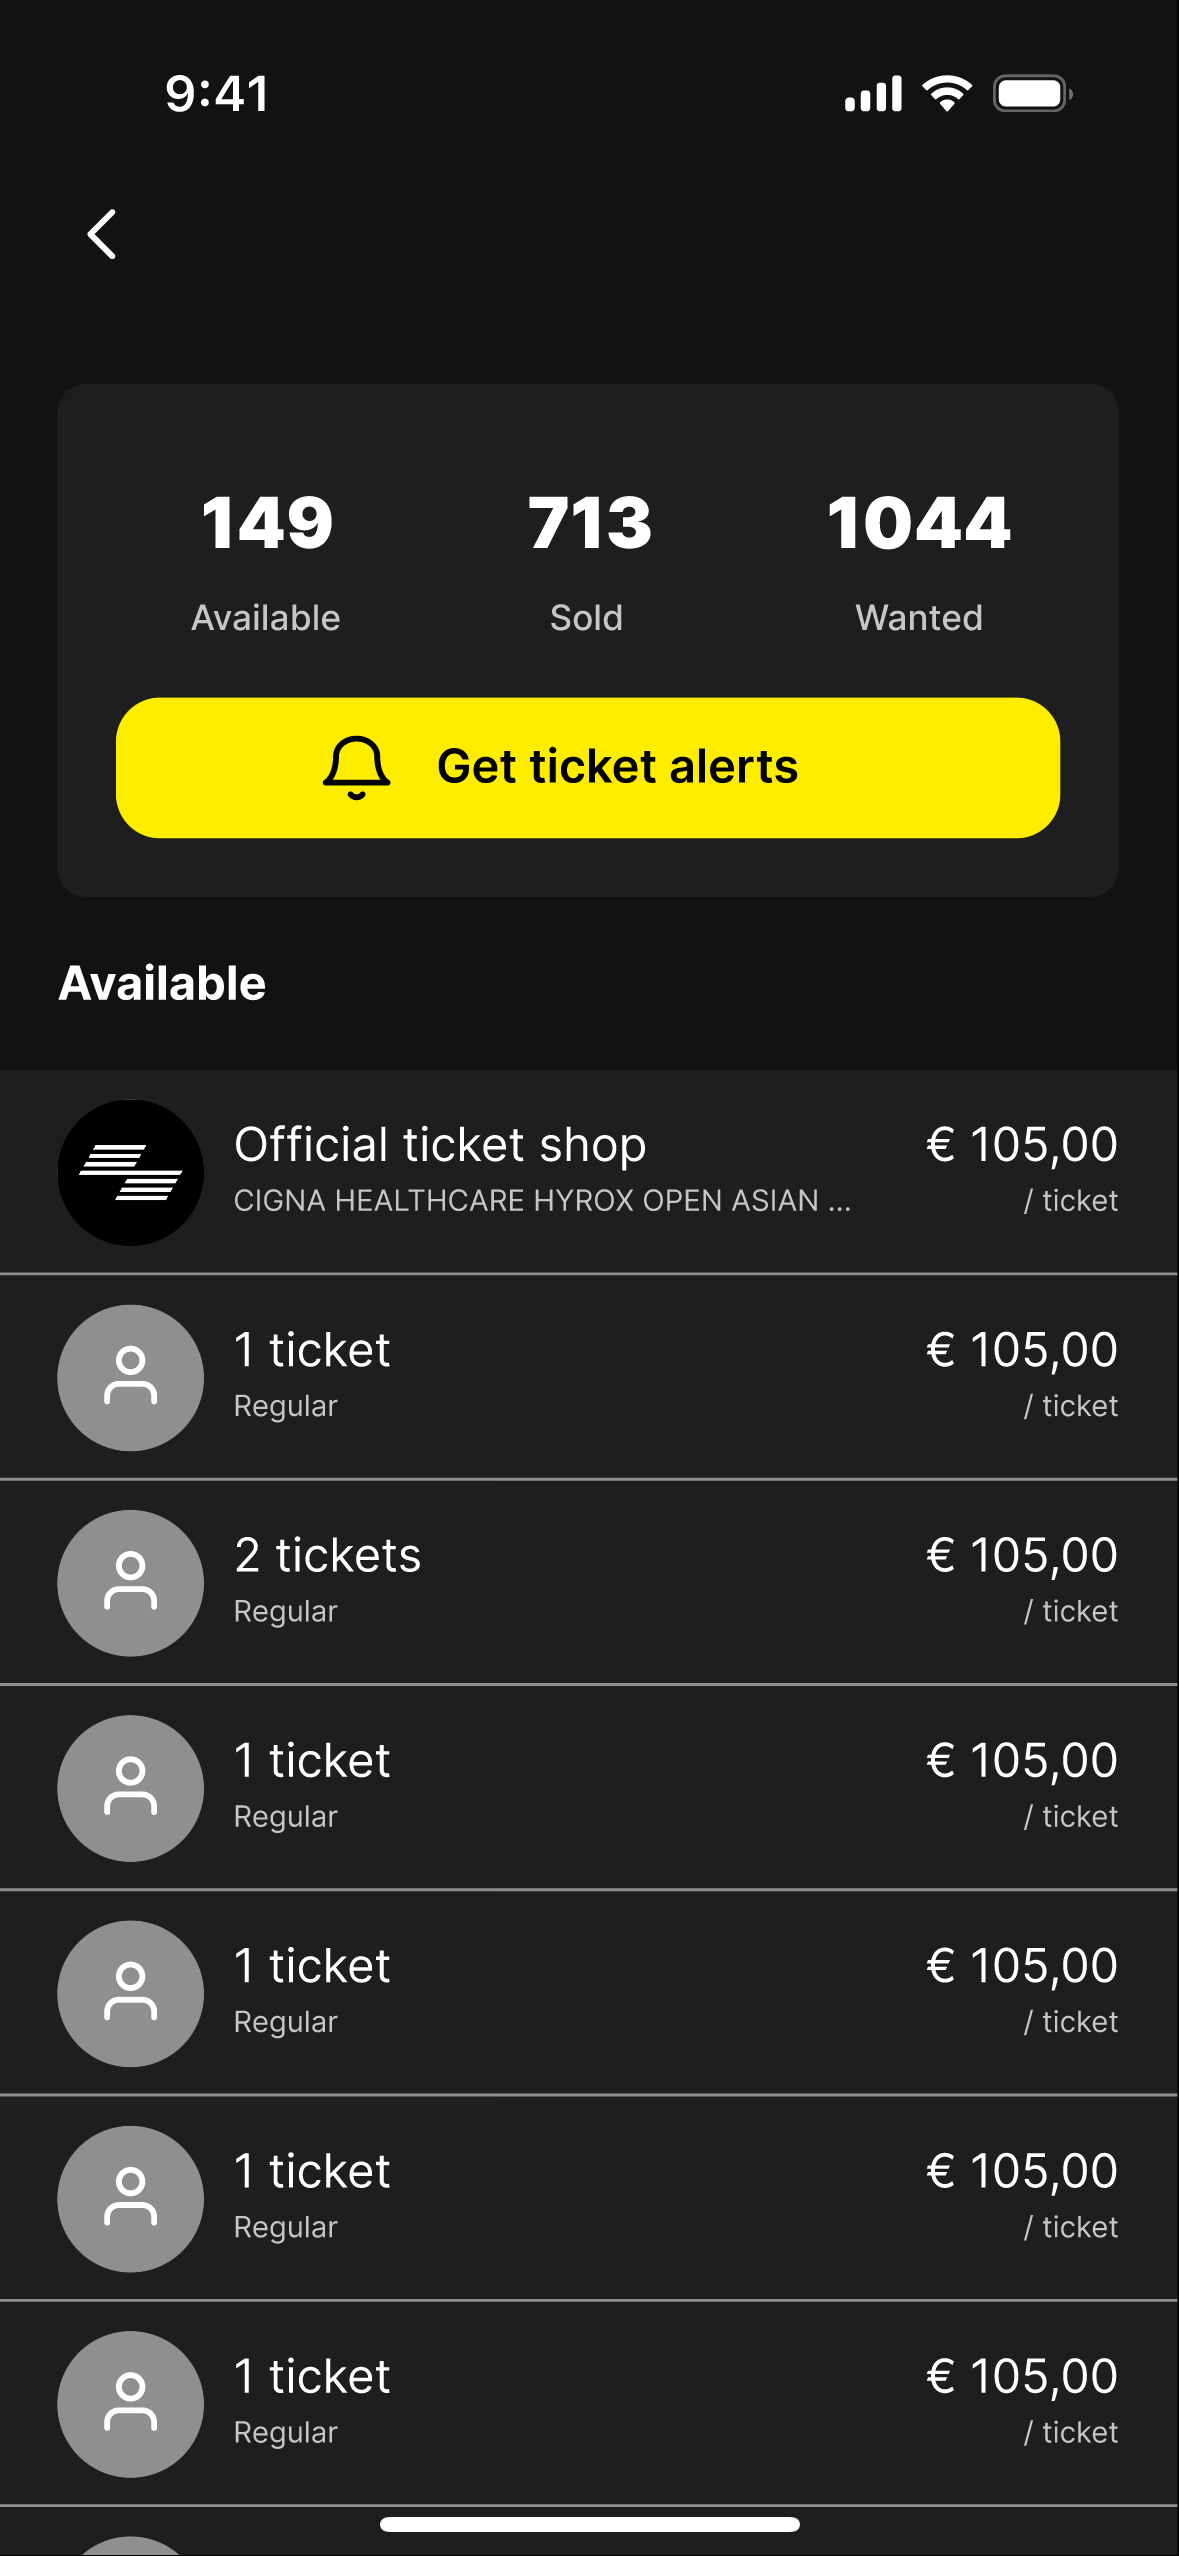 9:41
149 713 1044
Available Sold Wanted
Get ticket alerts
Available
Official ticket shop € 105,00
CIGNA HEALTHCARE HYROX OPEN ASIAN ... / ticket
1 ticket € 105,00
Regular / ticket
2 tickets € 105,00
Regular / ticket
1 ticket € 105,00
Regular / ticket
1 ticket € 105,00
Regular / ticket
1 ticket € 105,00
Regular / ticket
1 ticket € 105,00
Regular / ticket